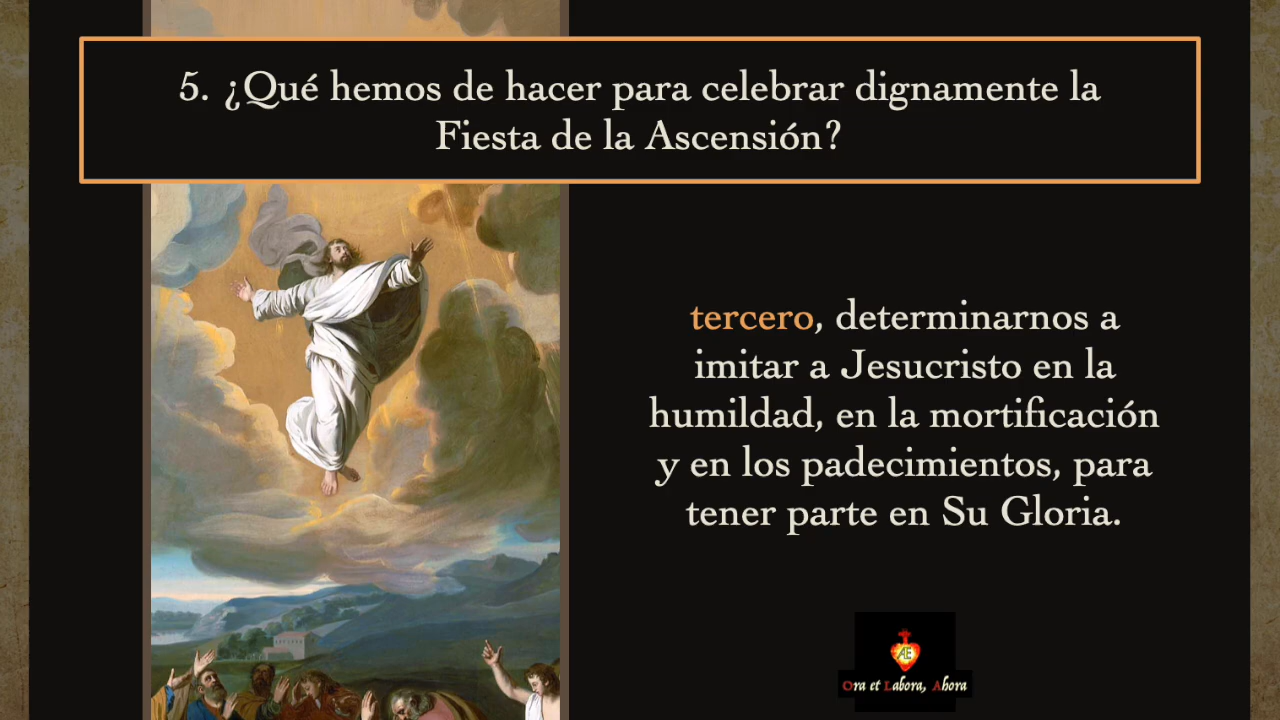 5. ¿Qué hemos de hacer para celebrar dignamente la
Fiesta de la Ascensión?
tercero, determinarnos a
imitar a Jesucristo en la
humildad, en la mortificación
y en los padecimientos, para
tener parte en Su Gloria.
Ora et Labora, Ahora